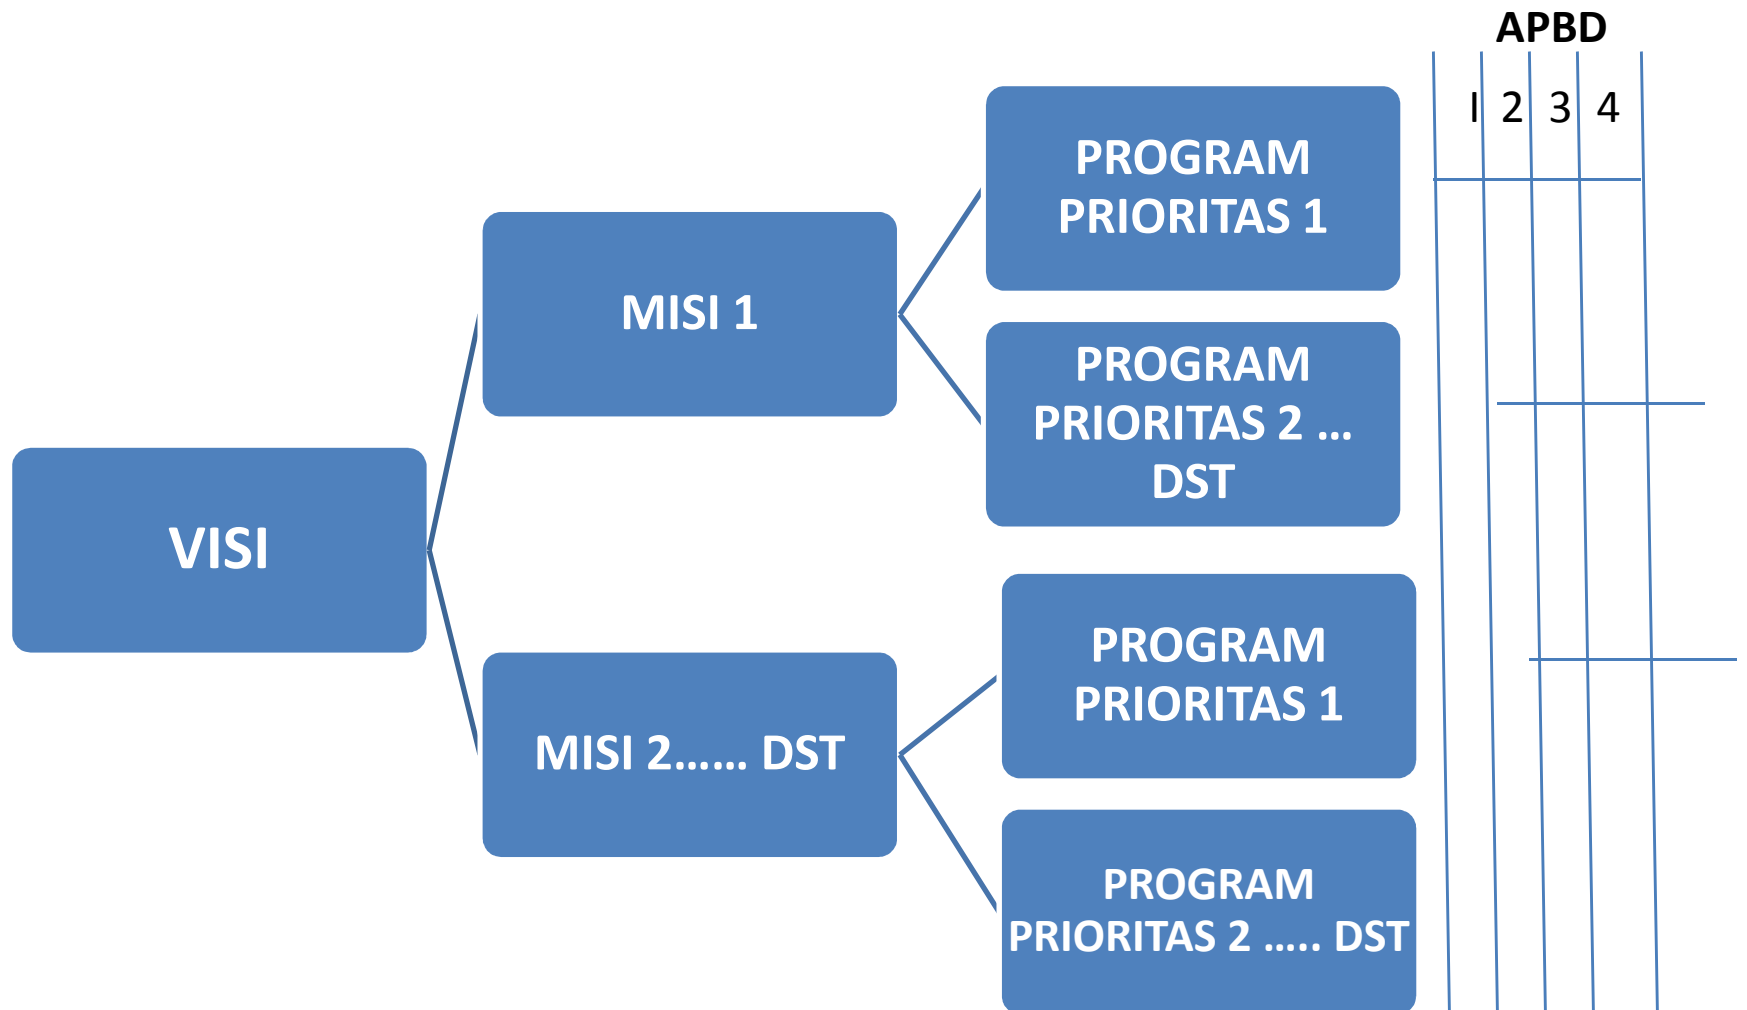 APBD
I 2 3 4
PROGRAM
PRIORITAS 1
MISI 1
PROGRAM
PRIORITAS 2 ...
DST
VISI
PROGRAM
PRIORITAS 1
MISI 2...... DST
PROGRAM
PRIORITAS 2 ..... DST